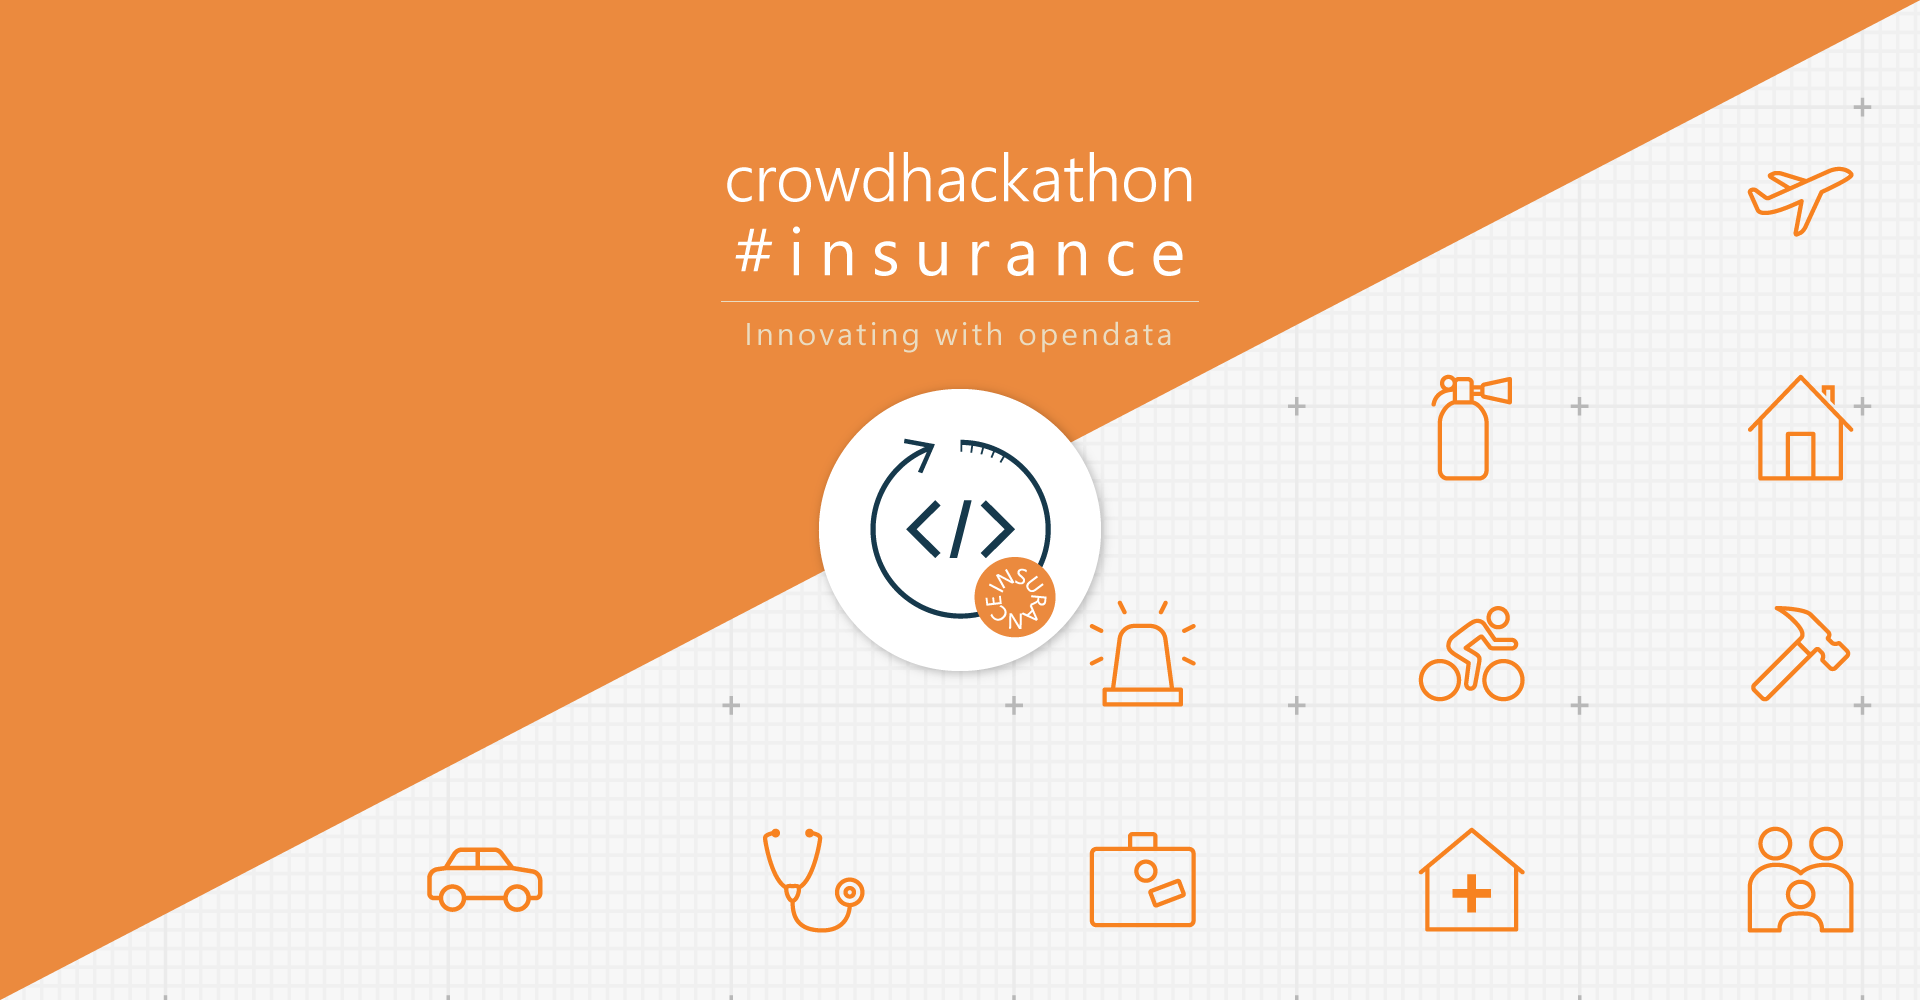 crowdhackathon
#insurance
Innovating with opendata
</>
INSURANCE